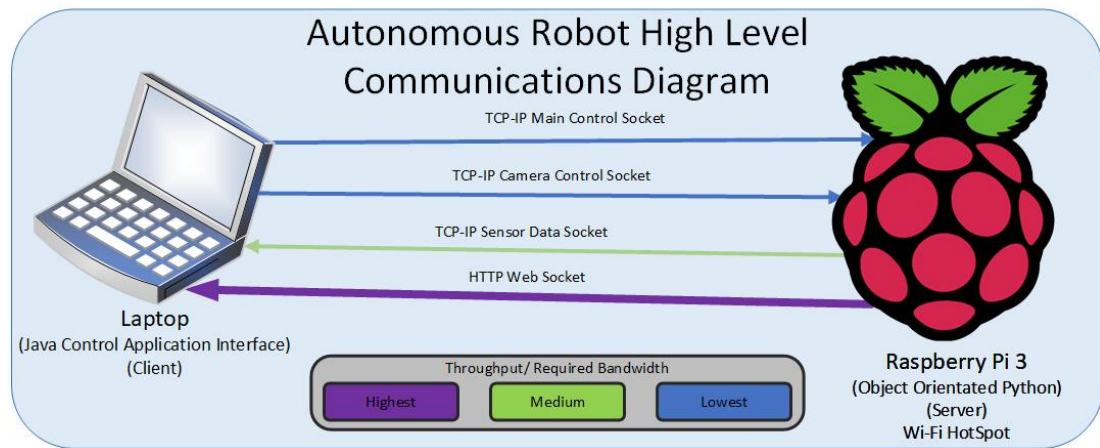 Autonomous Robot High Level
Communications Diagram
TCP-IP Main Control Socket
TCP-IP Camera Control Socket
TCP-IP Sensor Data Socket
HTTP Web Socket
Laptop
(Java Control Application Interface)
(Client)
Raspberry Pi 3
(Object Orientated Python)
(Server)
Wi-Fi HotSpot
Throughput/ Required Bandwidth
Highest
Medium
Lowest